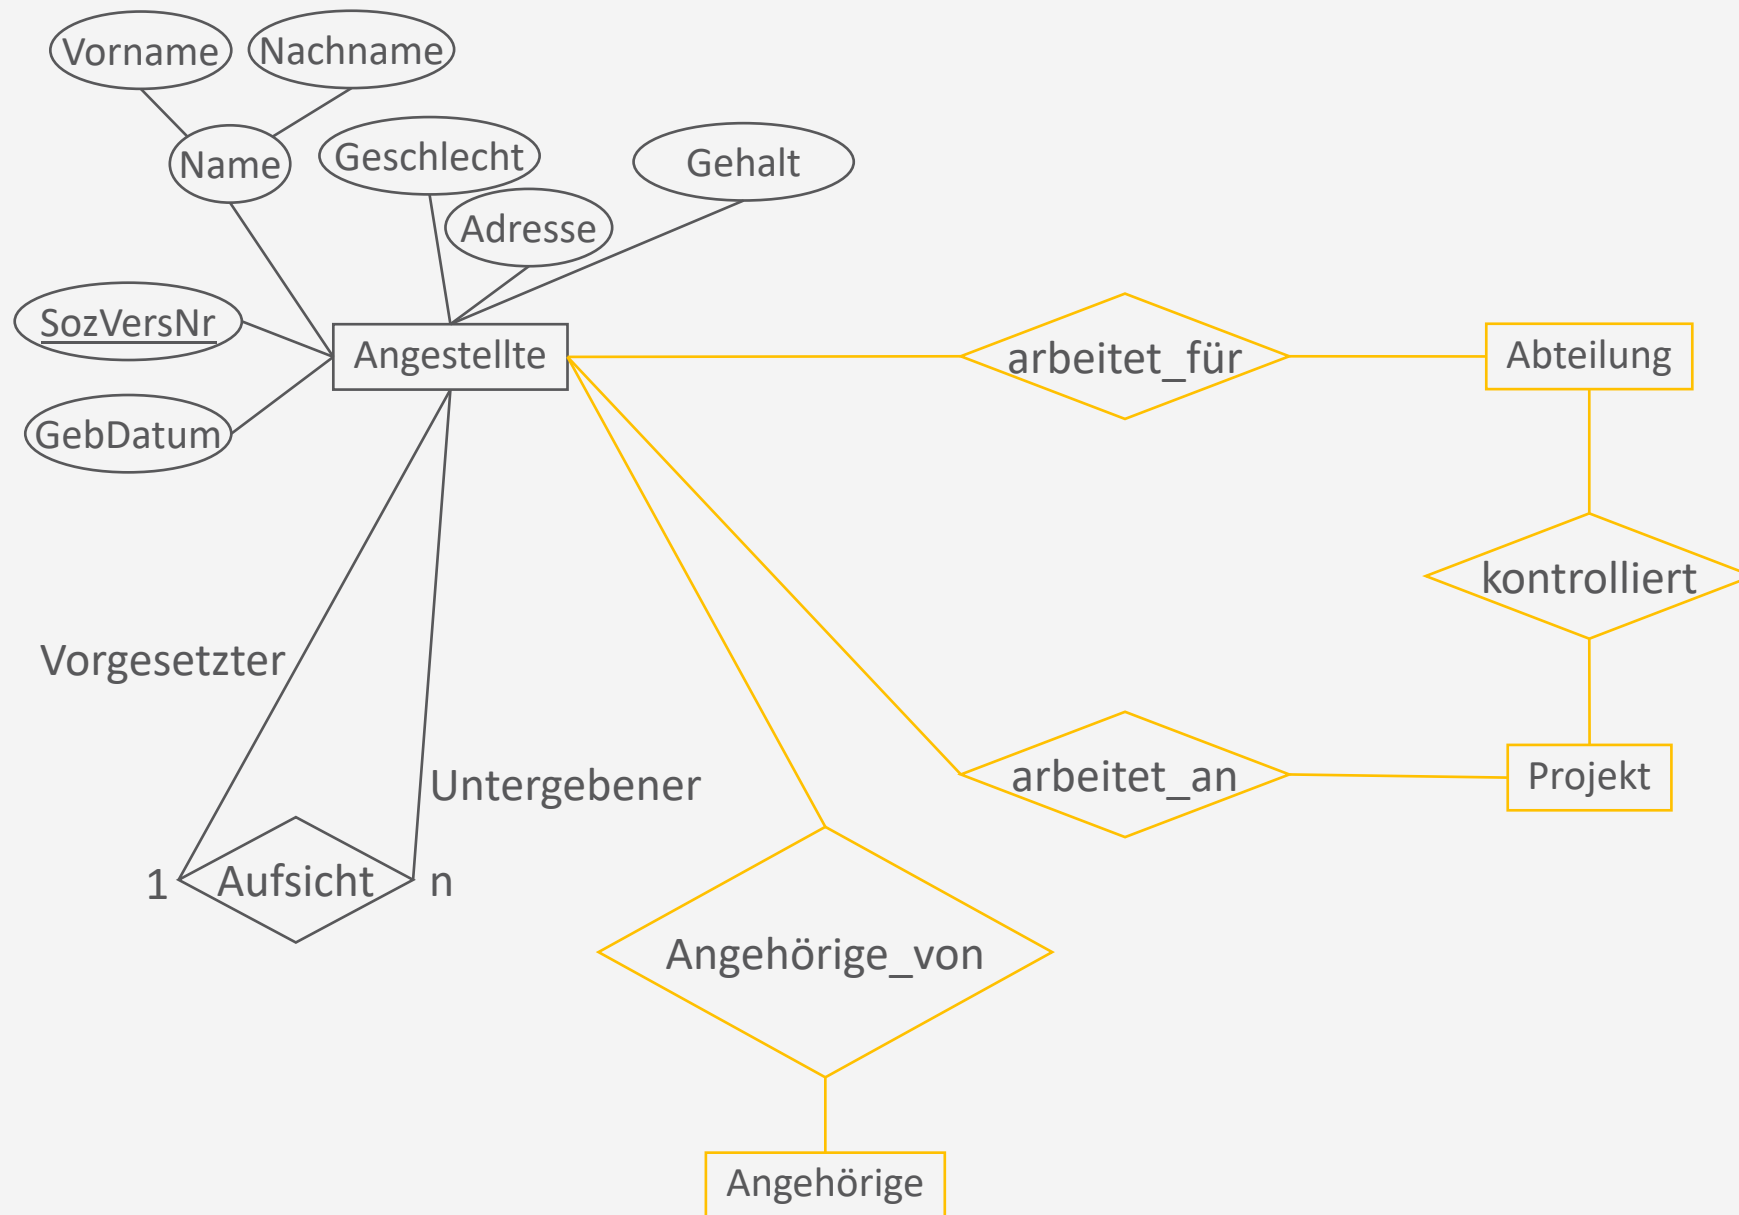 Vorname
Nachname
Name
Geschlecht
Gehalt
Adresse
SozVersNr
Angestellte
GebDatum
arbeitet_für
Abteilung
kontrolliert
Vorgesetzter
Untergebener
arbeitet_an
Projekt
1
Aufsicht
n
Angehörige_von
Angehörige